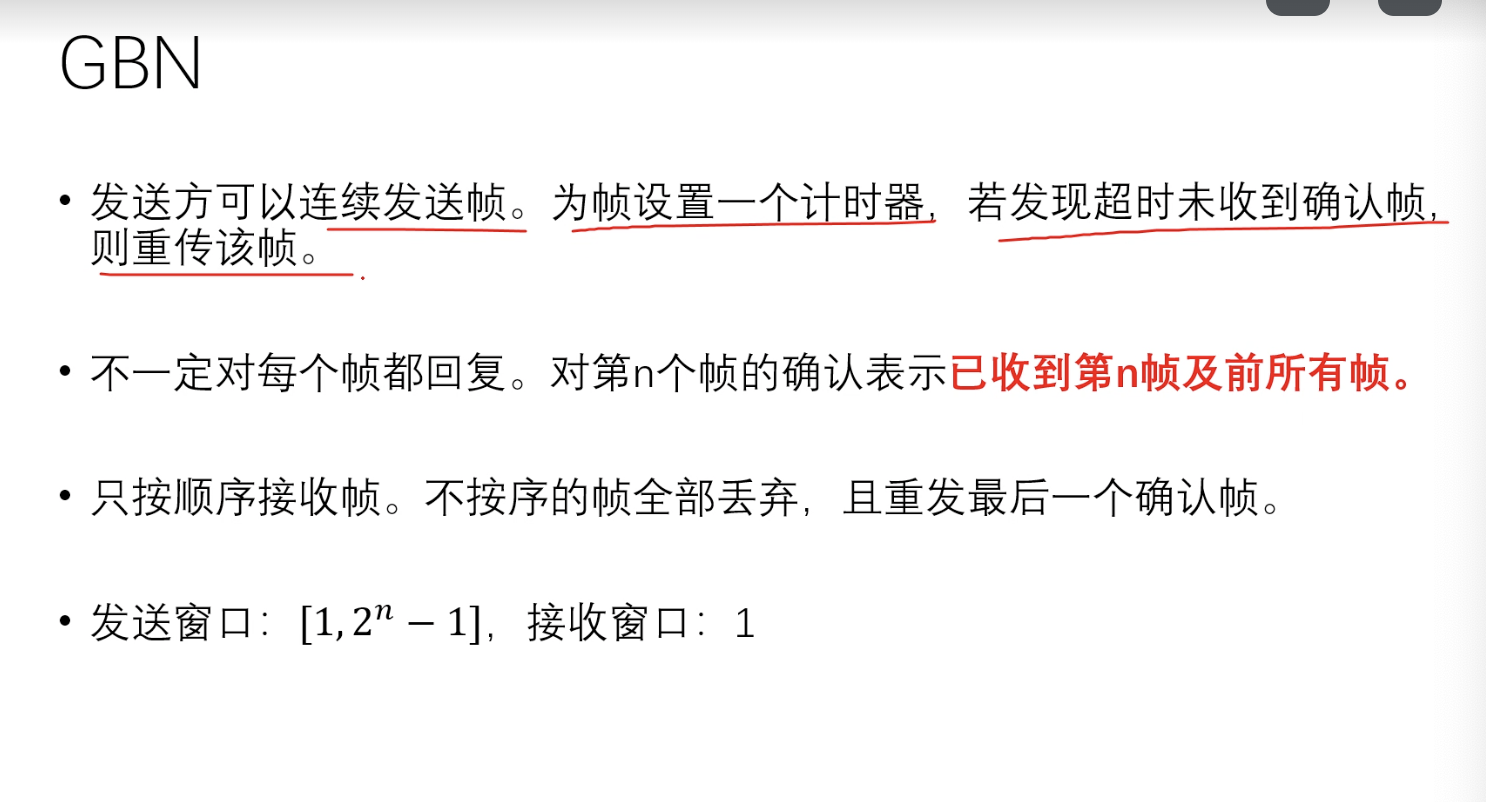 GBN
• 发送方可以连续发送帧。为帧设置一个计时器，若发现超时未收到确认帧，
则重传该帧。
• 不一定对每个帧都回复。对第n个帧的确认表示已收到第n帧及前所有帧。
• 只按顺序接收帧。不按序的帧全部丢弃，且重发最后一个确认帧。
• 发送窗口：[1, 2ⁿ − 1]，接收窗口：1